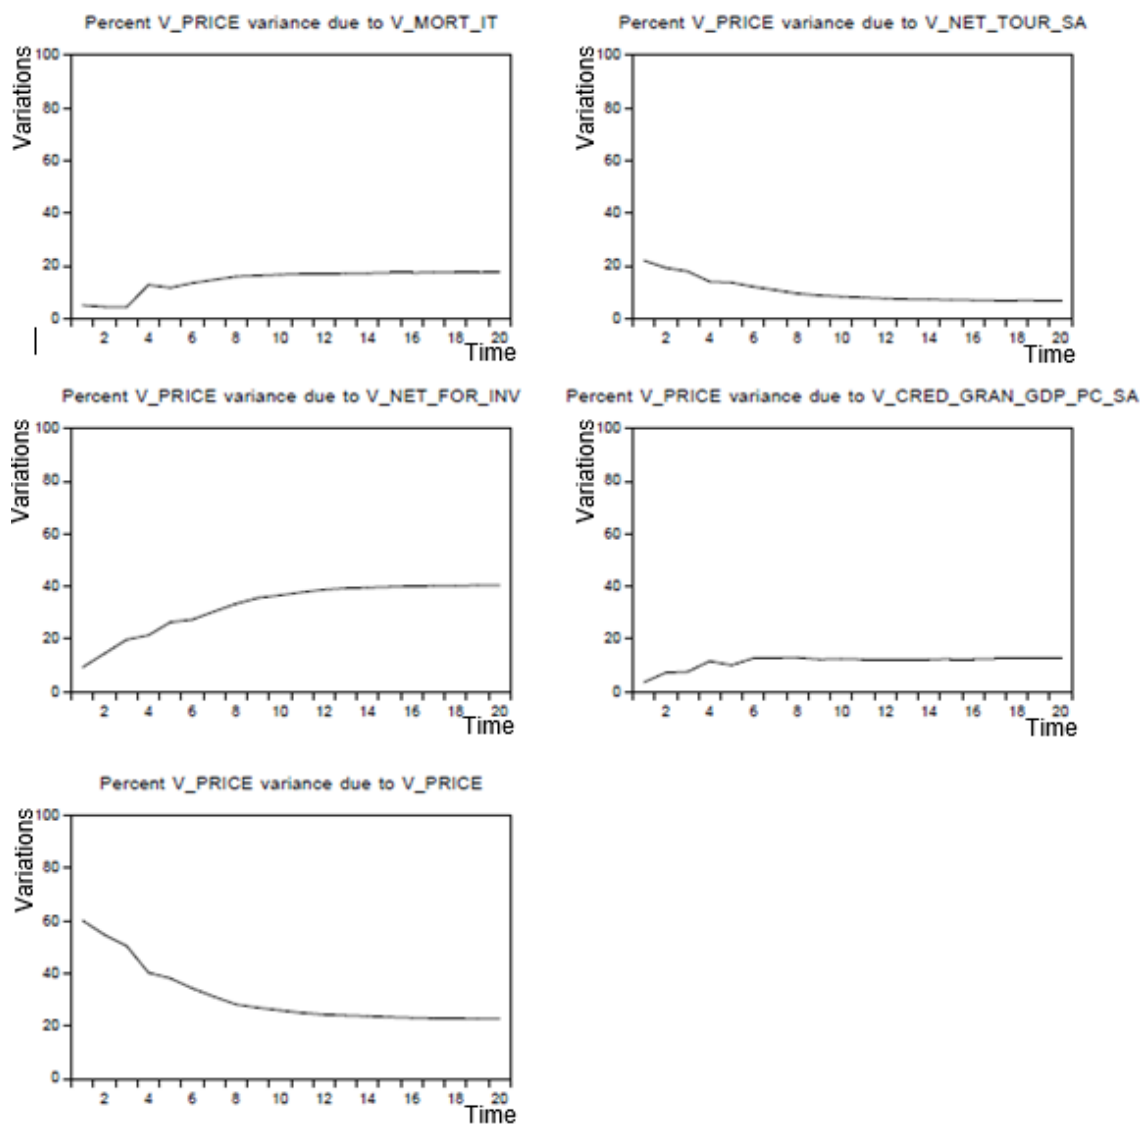 Percent V_PRICE variance due to V_MORT_IT
Variations
100
80
60
40
20
0
2 4 6 8 10 12 14 16 18 20
Time
Percent V_PRICE variance due to V_NET_TOUR_SA
Variations
100
80
60
40
20
0
2 4 6 8 10 12 14 16 18 20
Time
Percent V_PRICE variance due to V_NET_FOR_INV
Variations
100
80
60
40
20
0
2 4 6 8 10 12 14 16 18 20
Time
Percent V_PRICE variance due to V_CRED_GRAN_GDP_PC_SA
Variations
100
80
60
40
20
0
2 4 6 8 10 12 14 16 18 20
Time
Percent V_PRICE variance due to V_PRICE
Variations
100
80
60
40
20
0
2 4 6 8 10 12 14 16 18 20
Time